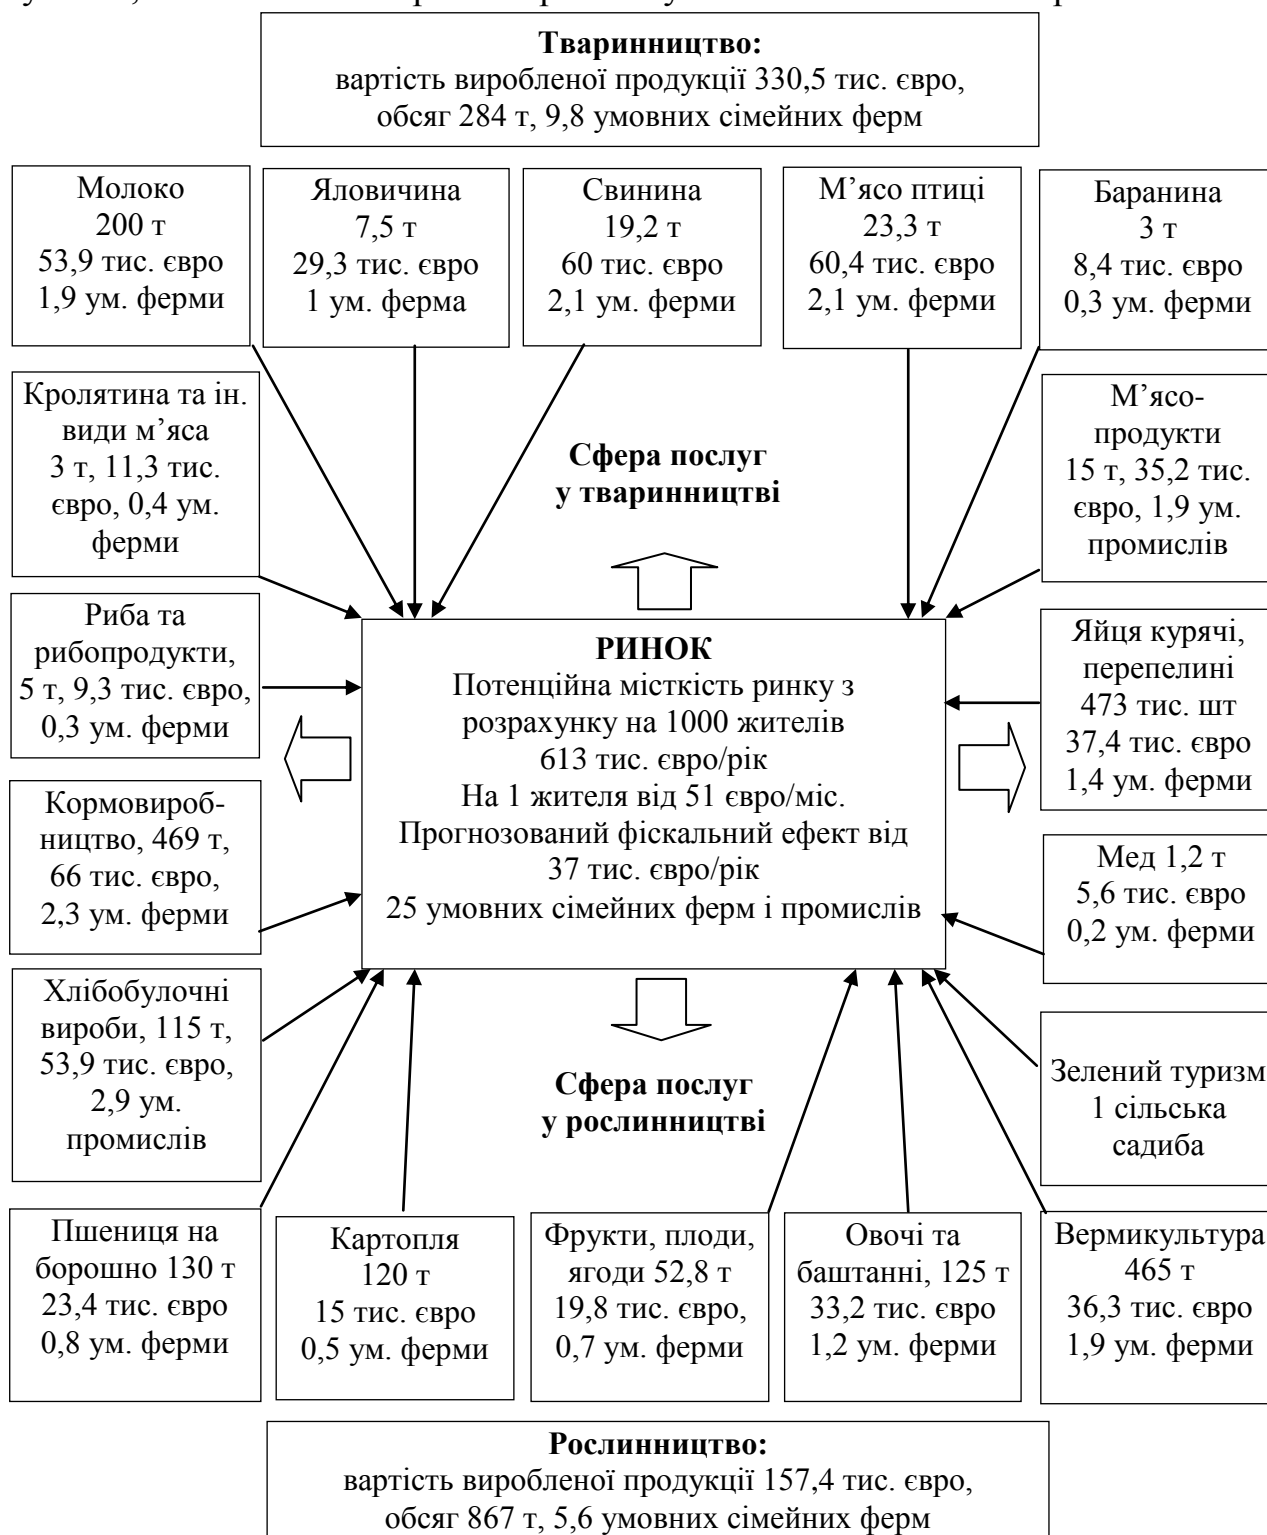 Тваринництво:
вартість виробленої продукції 330,5 тис. євро,
обсяг 284 т, 9,8 умовних сімейних ферм
Молоко
200 т
53,9 тис. євро
1,9 ум. ферми
Яловичина
7,5 т
29,3 тис. євро
1 ум. ферма
Свинина
19,2 т
60 тис. євро
2,1 ум. ферми
М’ясо птиці
23,3 т
60,4 тис. євро
2,1 ум. ферми
Баранина
3 т
8,4 тис. євро
0,3 ум. ферми
Кролятина та ін.
види м’яса
3 т, 11,3 тис.
євро, 0,4 ум.
ферми
Сфера послуг
у тваринництві
М’ясо-
продукти
15 т, 35,2 тис.
євро, 1,9 ум.
промислів
Риба та
рибопродукти,
5 т, 9,3 тис. євро,
0,3 ум. ферми
РИНОК
Потенційна місткість ринку з
розрахунку на 1000 жителів
613 тис. євро/рік
На 1 жителя від 51 євро/міс.
Прогнозований фіскальний ефект від
37 тис. євро/рік
25 умовних сімейних ферм і промислів
Яйця курячі,
перепелині
473 тис. шт
37,4 тис. євро
1,4 ум. ферми
Кормовироб-
ництво, 469 т,
66 тис. євро,
2,3 ум. ферми
Мед 1,2 т
5,6 тис. євро
0,2 ум. ферми
Хлібобулочні
вироби, 115 т,
53,9 тис. євро,
2,9 ум.
промислів
Сфера послуг
у рослинництві
Зелений туризм
1 сільська
садиба
Пшениця на
борошно 130 т
23,4 тис. євро
0,8 ум. ферми
Картопля
120 т
15 тис. євро
0,5 ум. ферми
Фрукти, плоди,
ягоди 52,8 т
19,8 тис. євро,
0,7 ум. ферми
Овочі та
баштанні, 125 т
33,2 тис. євро
1,2 ум. ферми
Вермикультура
465 т
36,3 тис. євро
1,9 ум. ферми
Рослинництво:
вартість виробленої продукції 157,4 тис. євро,
обсяг 867 т, 5,6 умовних сімейних ферм